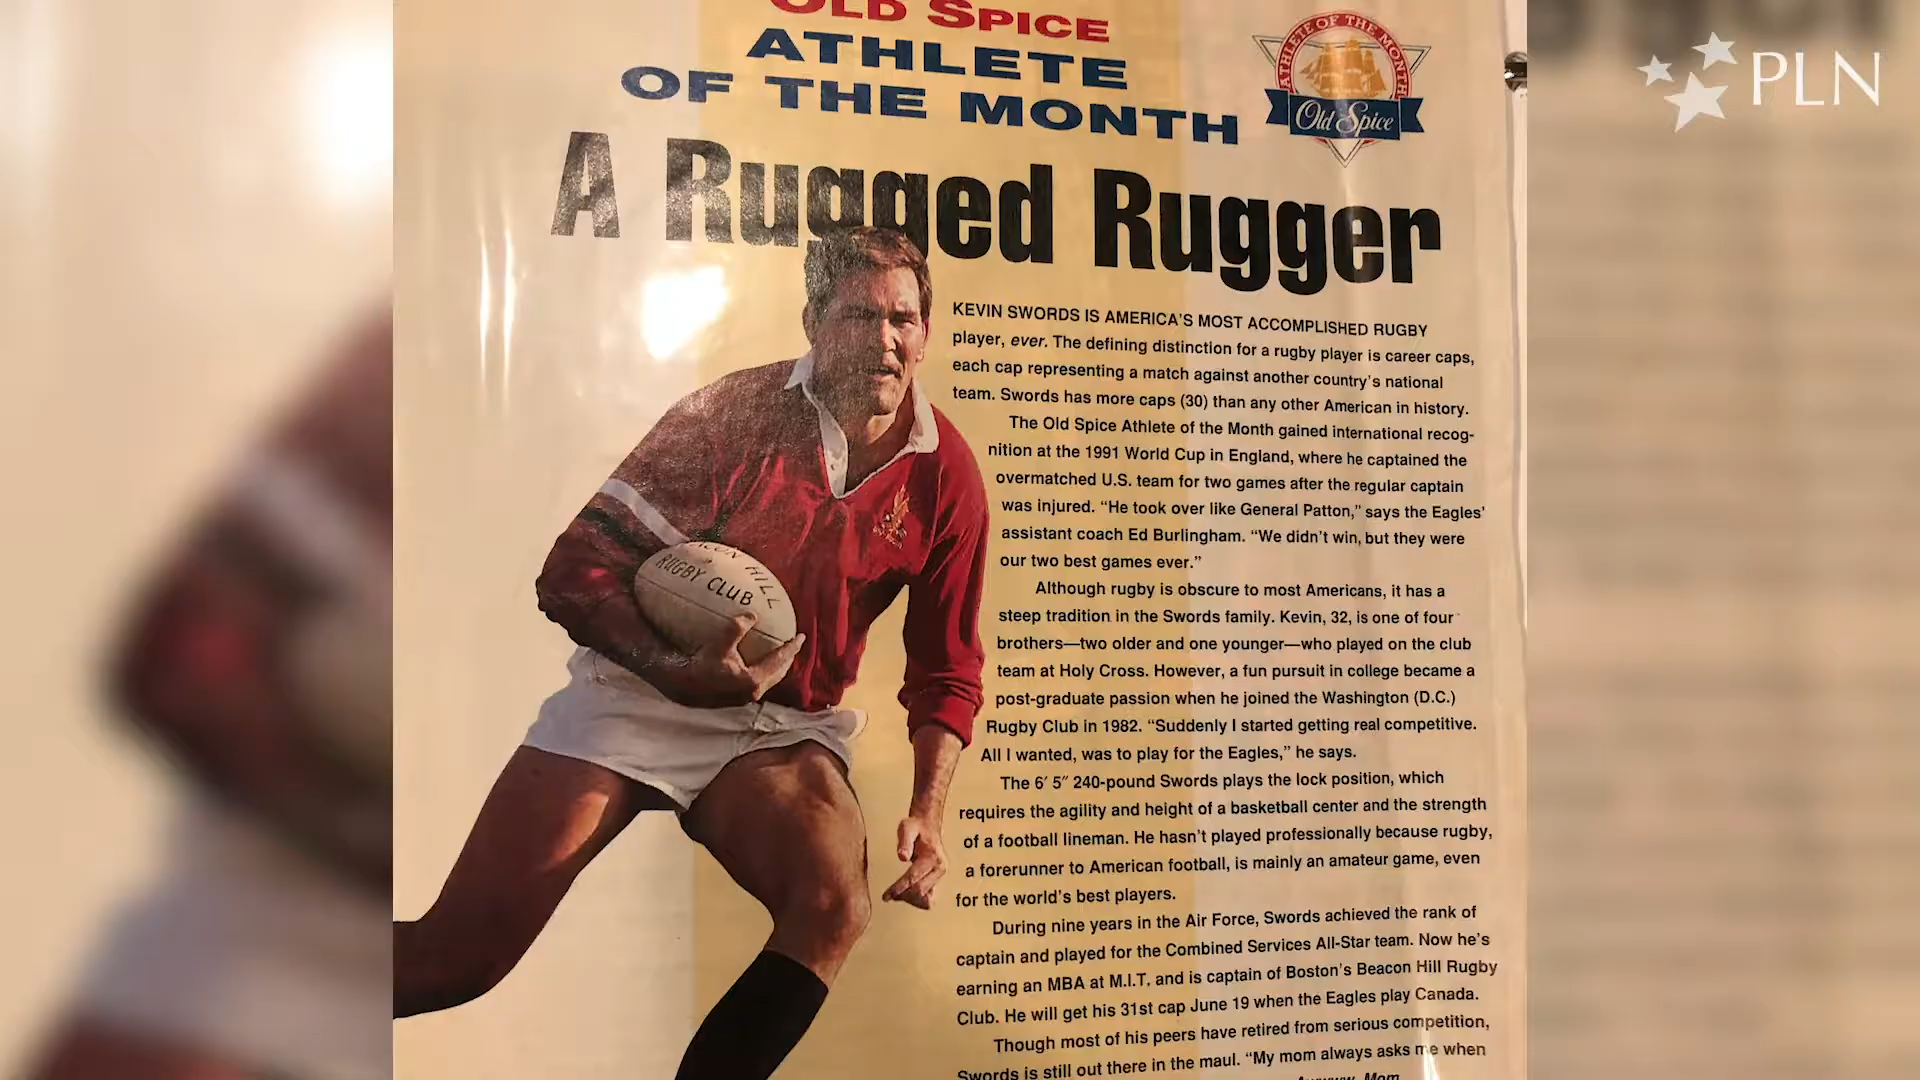 OLD SPICE
ATHLETE
OF THE MONTH
ATHLETE OF THE MONTH
Old Spice
PLN
A Rugged Rugger
KEVIN SWORDS IS AMERICA'S MOST ACCOMPLISHED RUGBY
player, ever. The defining distinction for a rugby player is career caps,
each cap representing a match against another country's national
team. Swords has more caps (30) than any other American in history.
The Old Spice Athlete of the Month gained international recog-
nition at the 1991 World Cup in England, where he captained the
overmatched U.S. team for two games after the regular captain
was injured. “He took over like General Patton,” says the Eagles'
assistant coach Ed Burlingham. “We didn't win, but they were
our two best games ever.”
Although rugby is obscure to most Americans, it has a
steep tradition in the Swords family. Kevin, 32, is one of four
brothers—two older and one younger—who played on the club
team at Holy Cross. However, a fun pursuit in college became a
post-graduate passion when he joined the Washington (D.C.)
Rugby Club in 1982. “Suddenly I started getting real competitive.
All I wanted, was to play for the Eagles,” he says.
The 6′ 5″ 240-pound Swords plays the lock position, which
requires the agility and height of a basketball center and the strength
of a football lineman. He hasn't played professionally because rugby,
a forerunner to American football, is mainly an amateur game, even
for the world's best players.
During nine years in the Air Force, Swords achieved the rank of
captain and played for the Combined Services All-Star team. Now he's
earning an MBA at M.I.T. and is captain of Boston's Beacon Hill Rugby
Club. He will get his 31st cap June 19 when the Eagles play Canada.
Though most of his peers have retired from serious competition,
Swords is still out there in the maul. “My mom always asks me when
Mom
HILL
RUGBY CLUB